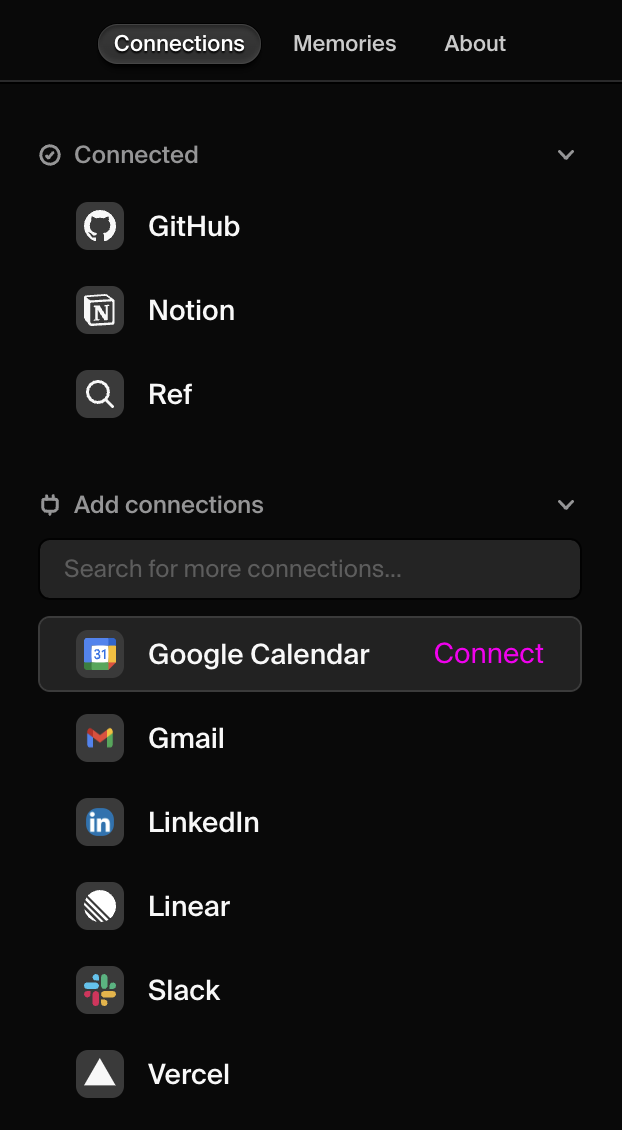 Connections Memories About
Connected
GitHub
Notion
Ref
Add connections
Search for more connections...
31 Google Calendar Connect
Gmail
in LinkedIn
Linear
Slack
Vercel